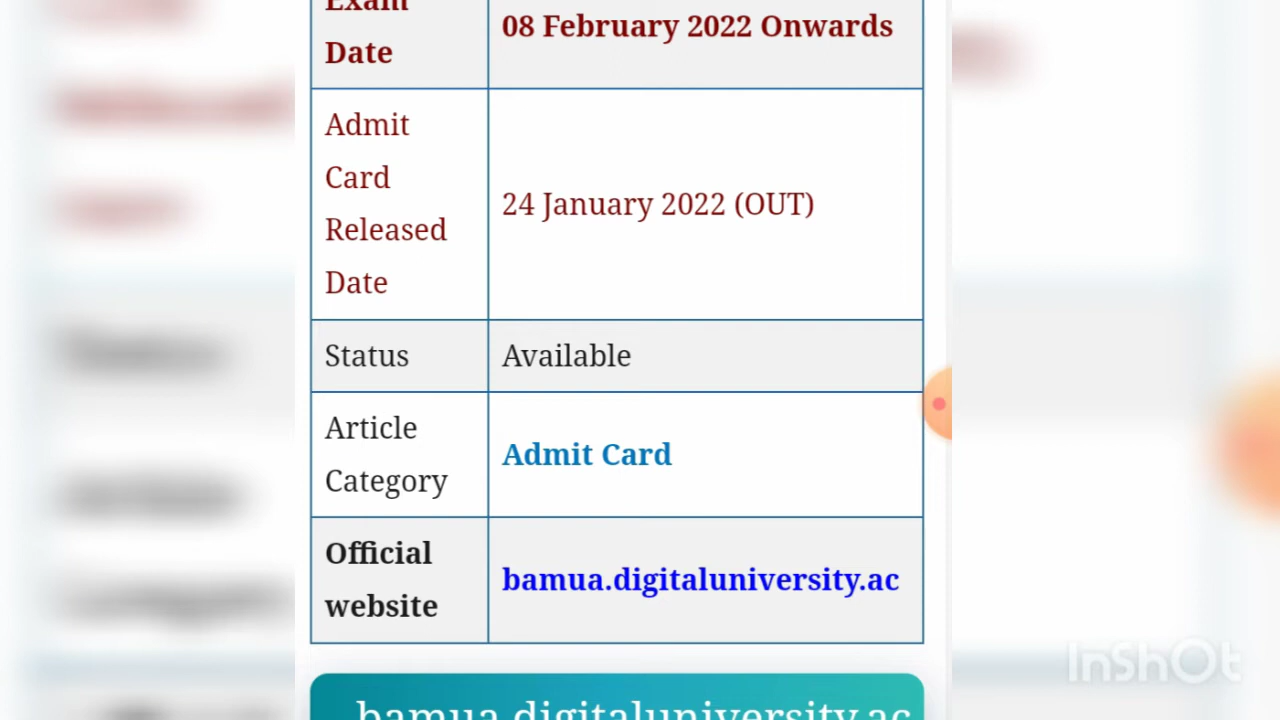 Exam
Date
08 February 2022 Onwards
Admit
Card
Released
Date
24 January 2022 (OUT)
Status
Available
Article
Category
Admit Card
Official
website
bamua.digitaluniversity.ac
bamua.digitaluniversity.ac
InShOt